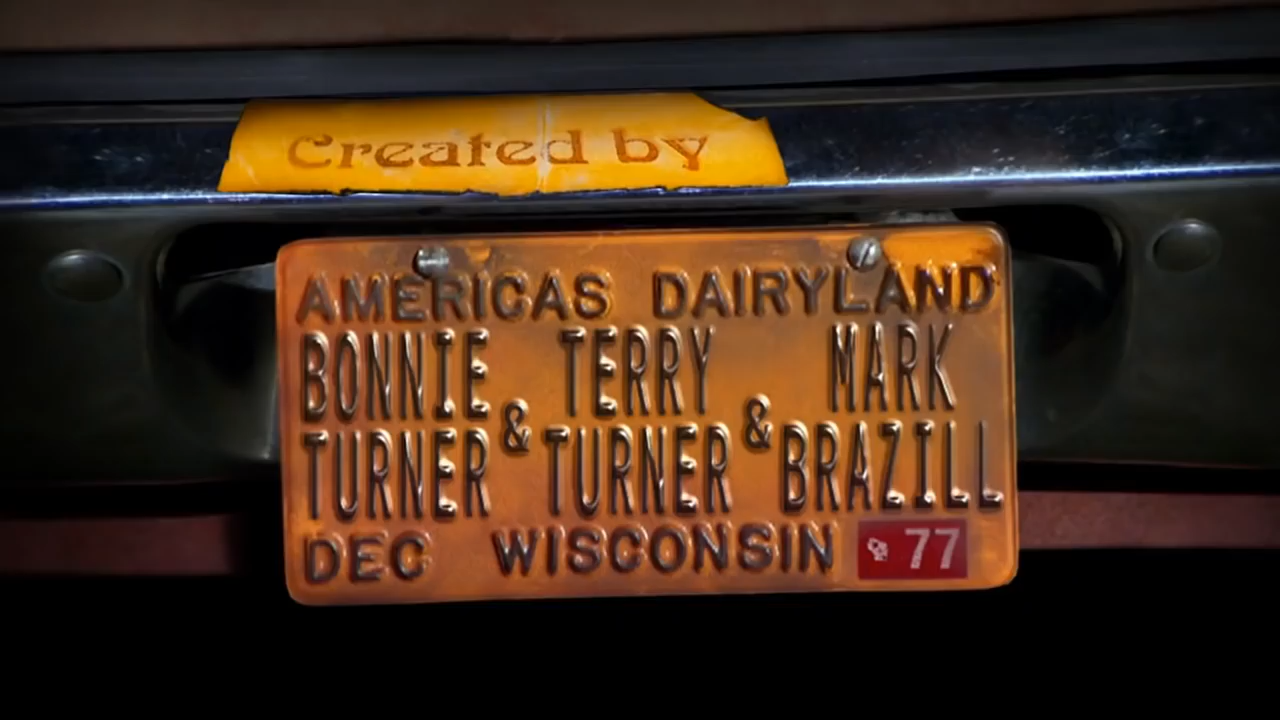 Created by
AMERICAS DAIRYLAND
BONNIE TERRY MARK
& &
TURNER TURNER BRAZILL
DEC WISCONSIN 77